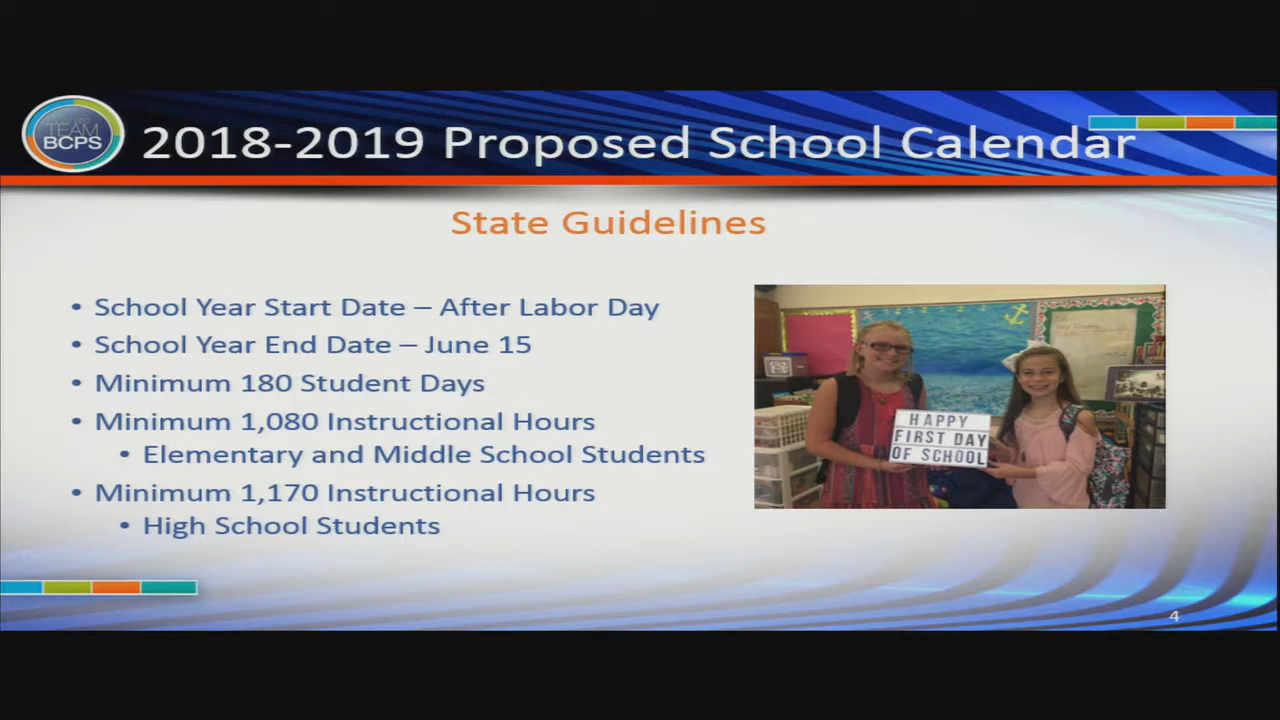 TEAM
BCPS
2018-2019 Proposed School Calendar
State Guidelines
• School Year Start Date – After Labor Day
• School Year End Date – June 15
• Minimum 180 Student Days
• Minimum 1,080 Instructional Hours
• Elementary and Middle School Students
• Minimum 1,170 Instructional Hours
• High School Students
HAPPY
FIRST DAY
OF SCHOOL
4